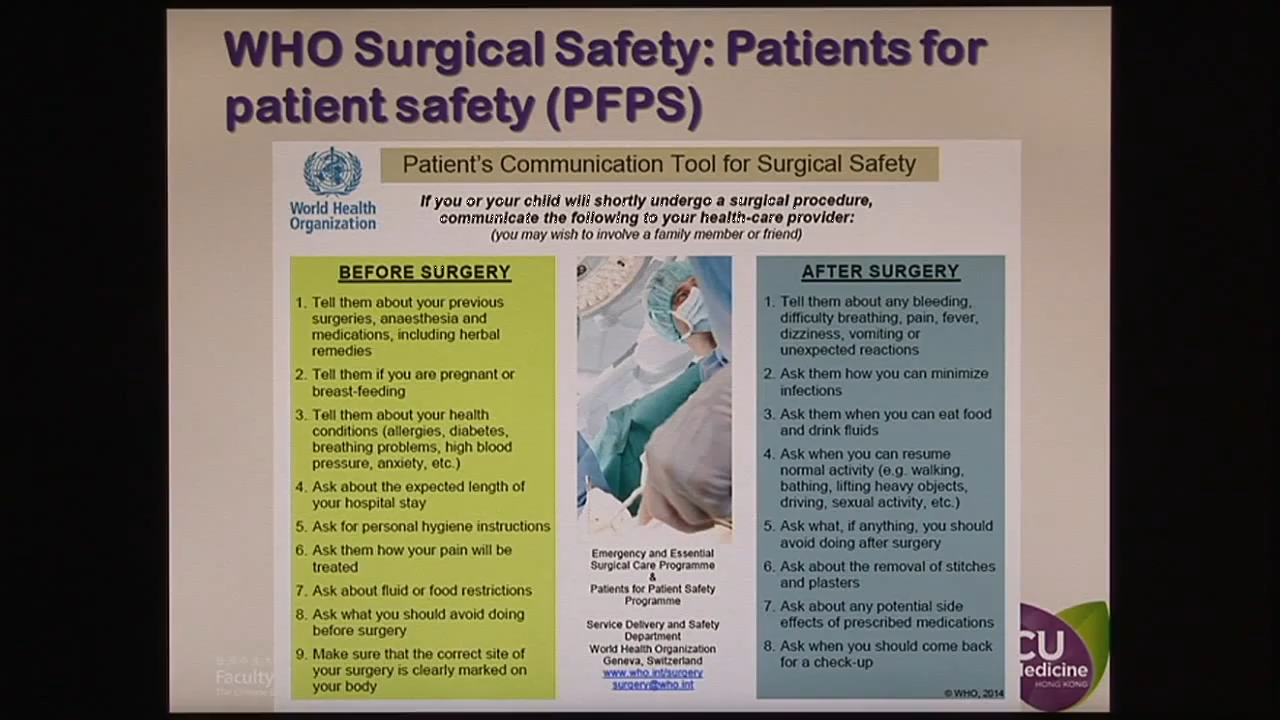 WHO Surgical Safety: Patients for
patient safety (PFPS)
World Health
Organization
Patient's Communication Tool for Surgical Safety
If you or your child will shortly undergo a surgical procedure,
communicate the following to your health-care provider:
(you may wish to involve a family member or friend)
BEFORE SURGERY
1. Tell them about your previous
surgeries, anaesthesia and
medications, including herbal
remedies
2. Tell them if you are pregnant or
breast-feeding
3. Tell them about your health
conditions (allergies, diabetes,
breathing problems, high blood
pressure, anxiety, etc.)
4. Ask about the expected length of
your hospital stay
5. Ask for personal hygiene instructions
6. Ask them how your pain will be
treated
7. Ask about fluid or food restrictions
8. Ask what you should avoid doing
before surgery
9. Make sure that the correct site of
your surgery is clearly marked on
your body
Emergency and Essential
Surgical Care Programme
&
Patients for Patient Safety
Programme
Service Delivery and Safety
Department
World Health Organization
Geneva, Switzerland
www.who.int/surgery
surgery@who.int
AFTER SURGERY
1. Tell them about any bleeding,
difficulty breathing, pain, fever,
dizziness, vomiting or
unexpected reactions
2. Ask them how you can minimize
infections
3. Ask them when you can eat food
and drink fluids
4. Ask when you can resume
normal activity (e.g. walking,
bathing, lifting heavy objects,
driving, sexual activity, etc.)
5. Ask what, if anything, you should
avoid doing after surgery
6. Ask about the removal of stitches
and plasters
7. Ask about any potential side
effects of prescribed medications
8. Ask when you should come back
for a check-up
© WHO, 2014
Faculty
CU
Medicine
HONG KONG